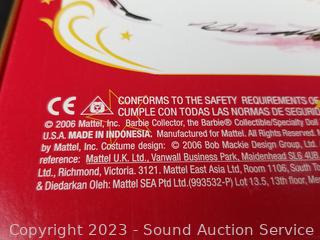 CE CONFORMS TO THE SAFETY REQUIREMENTS OF
CUMPLE CON TODAS LAS NORMAS DE SEGURID
© 2006 Mattel, Inc. Barbie Collector, the Barbie® Collectible/Specialty Doll
U.S.A. MADE IN INDONESIA. Manufactured for Mattel. All Rights
by Mattel, Inc. Costume design: © 2006 Bob Mackie Design Group, Ltd.
reference: Mattel U.K. Ltd., Vanwall Business Park, Maidenhead SL6 4UB.
Ltd., Richmond, Victoria. 3121. Mattel East Asia Ltd., Room 1106, South To
& Diedarkan Oleh: Mattel SEA Ptd Ltd.(993532-P) Lot 13.5, 13th floor, Men
Copyright 2023 - Sound Auction Service